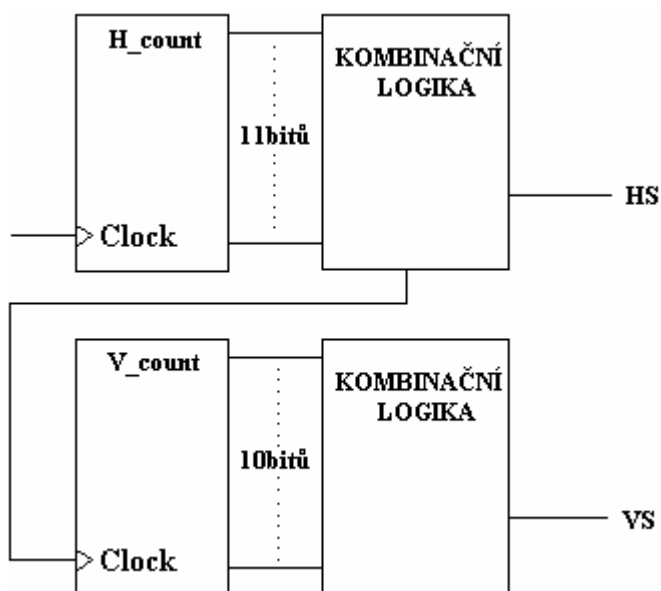 H_count
KOMBINAČNÍ
LOGIKA
11bitů
HS
Clock
V_count
KOMBINAČNÍ
LOGIKA
10bitů
VS
Clock